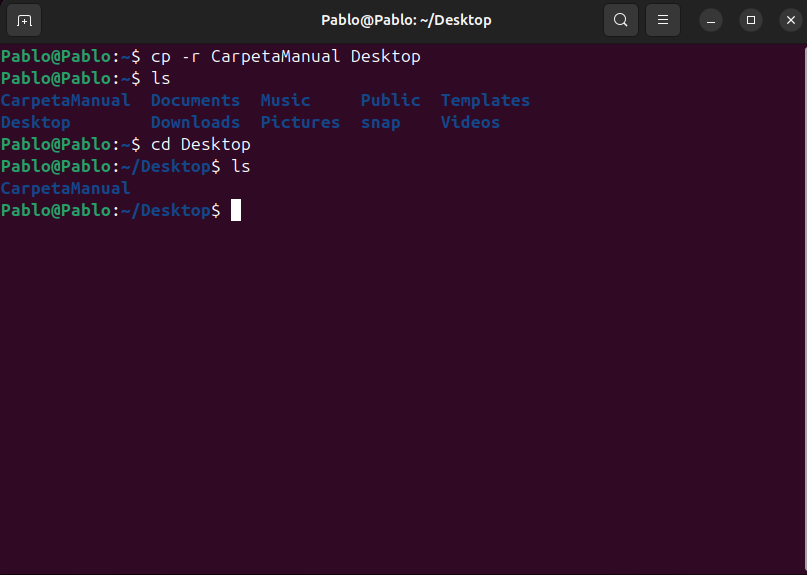 Pablo@Pablo: ~/Desktop
Pablo@Pablo:~$ cp -r CarpetaManual Desktop
Pablo@Pablo:~$ ls
CarpetaManual  Documents  Music     Public  Templates
Desktop        Downloads  Pictures  snap    Videos
Pablo@Pablo:~$ cd Desktop
Pablo@Pablo:~/Desktop$ ls
CarpetaManual
Pablo@Pablo:~/Desktop$